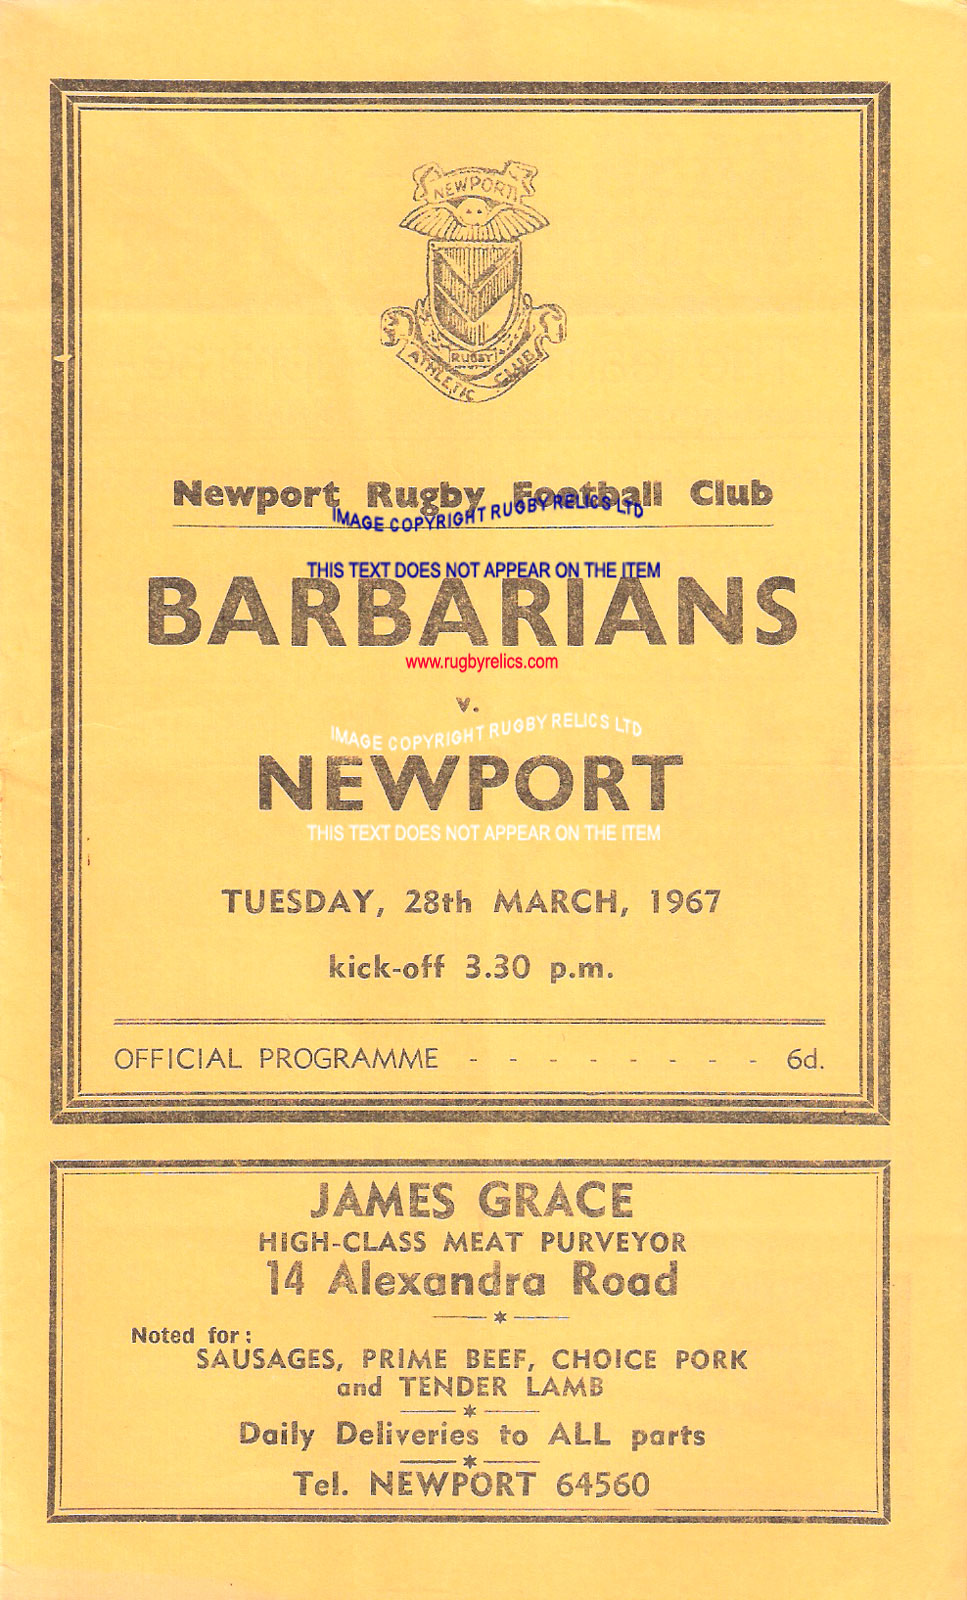 NEWPORT
RUGBY
ATHLETIC CLUB
Newport Rugby Football Club
IMAGE COPYRIGHT RUGBY RELICS LTD
THIS TEXT DOES NOT APPEAR ON THE ITEM
BARBARIANS
www.rugbyrelics.com
v.
IMAGE COPYRIGHT RUGBY RELICS LTD
NEWPORT
THIS TEXT DOES NOT APPEAR ON THE ITEM
TUESDAY, 28th MARCH, 1967
kick-off 3.30 p.m.
OFFICIAL PROGRAMME - - - - - - - - 6d.
JAMES GRACE
HIGH-CLASS MEAT PURVEYOR
14 Alexandra Road
Noted for:
SAUSAGES, PRIME BEEF, CHOICE PORK
and TENDER LAMB
Daily Deliveries to ALL parts
Tel. NEWPORT 64560